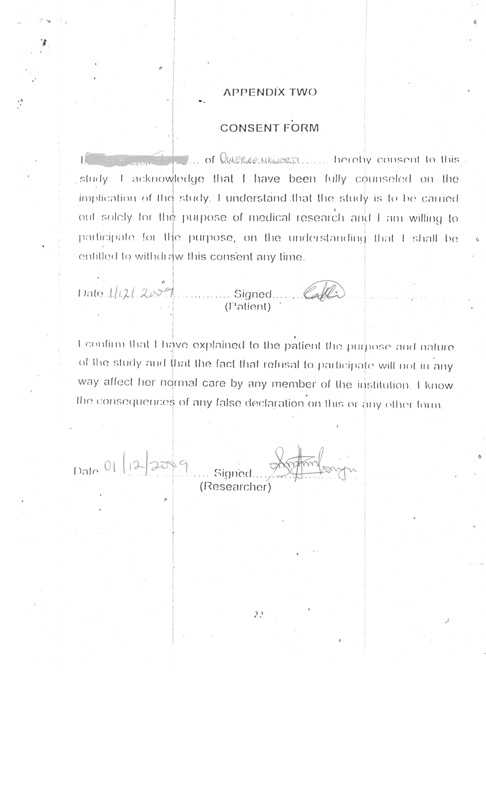 APPENDIX TWO
CONSENT FORM
I ... of ... hereby consent to this
study. I acknowledge that I have been fully counseled on the
implication of the study. I understand that the study is to be carried
out solely for the purpose of medical research and I am willing to
participate for the purpose, on the understanding that I shall be
entitled to withdraw this consent any time.
Date 1/12/2009 Signed
(Patient)
I confirm that I have explained to the patient the purpose and nature
of the study and that the fact that refusal to participate will not in any
way affect her normal care by any member of the institution. I know
the consequences of any false declaration on this or any other form.
Date 01/12/2009 Signed
(Researcher)
22